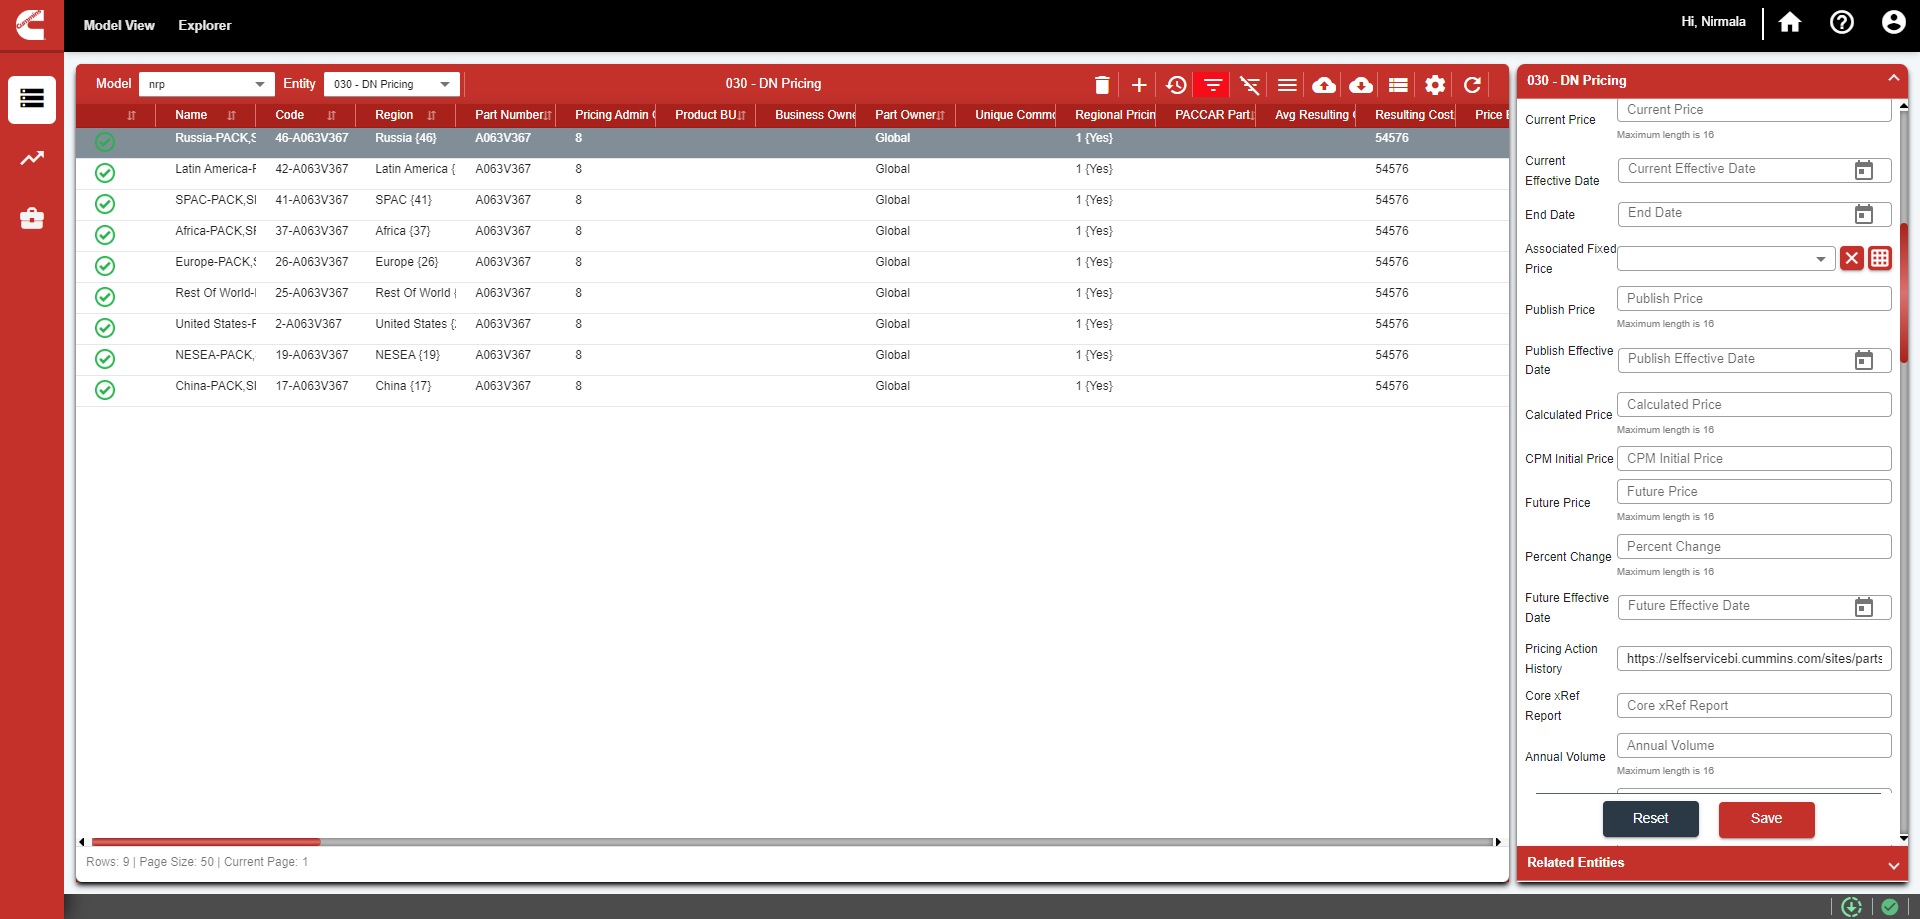 Cummins
Model View Explorer
Hi, Nirmala
Model nrp Entity 030 - DN Pricing 030 - DN Pricing
Name Code Region Part Number Pricing Admin Product BU Business Owne Part Owner Unique Commo Regional Pricin PACCAR Part Avg Resulting Resulting Cost Price
Russia-PACK,S 46-A063V367 Russia {46} A063V367 8 Global 1 {Yes} 54576
Latin America-F 42-A063V367 Latin America { A063V367 8 Global 1 {Yes} 54576
SPAC-PACK,SI 41-A063V367 SPAC {41} A063V367 8 Global 1 {Yes} 54576
Africa-PACK,SF 37-A063V367 Africa {37} A063V367 8 Global 1 {Yes} 54576
Europe-PACK,S 26-A063V367 Europe {26} A063V367 8 Global 1 {Yes} 54576
Rest Of World-I 25-A063V367 Rest Of World { A063V367 8 Global 1 {Yes} 54576
United States-F 2-A063V367 United States {2 A063V367 8 Global 1 {Yes} 54576
NESEA-PACK, 19-A063V367 NESEA {19} A063V367 8 Global 1 {Yes} 54576
China-PACK,SI 17-A063V367 China {17} A063V367 8 Global 1 {Yes} 54576
Rows: 9 | Page Size: 50 | Current Page: 1
030 - DN Pricing
Current Price Current Price
Maximum length is 16
Current
Effective Date Current Effective Date
End Date End Date
Associated Fixed
Price
Publish Price Publish Price
Maximum length is 16
Publish Effective
Date Publish Effective Date
Calculated Price Calculated Price
Maximum length is 16
CPM Initial Price CPM Initial Price
Future Price Future Price
Maximum length is 16
Percent Change Percent Change
Maximum length is 16
Future Effective
Date Future Effective Date
Pricing Action
History https://selfservicebi.cummins.com/sites/parts
Core xRef
Report Core xRef Report
Annual Volume Annual Volume
Maximum length is 16
Reset Save
Related Entities